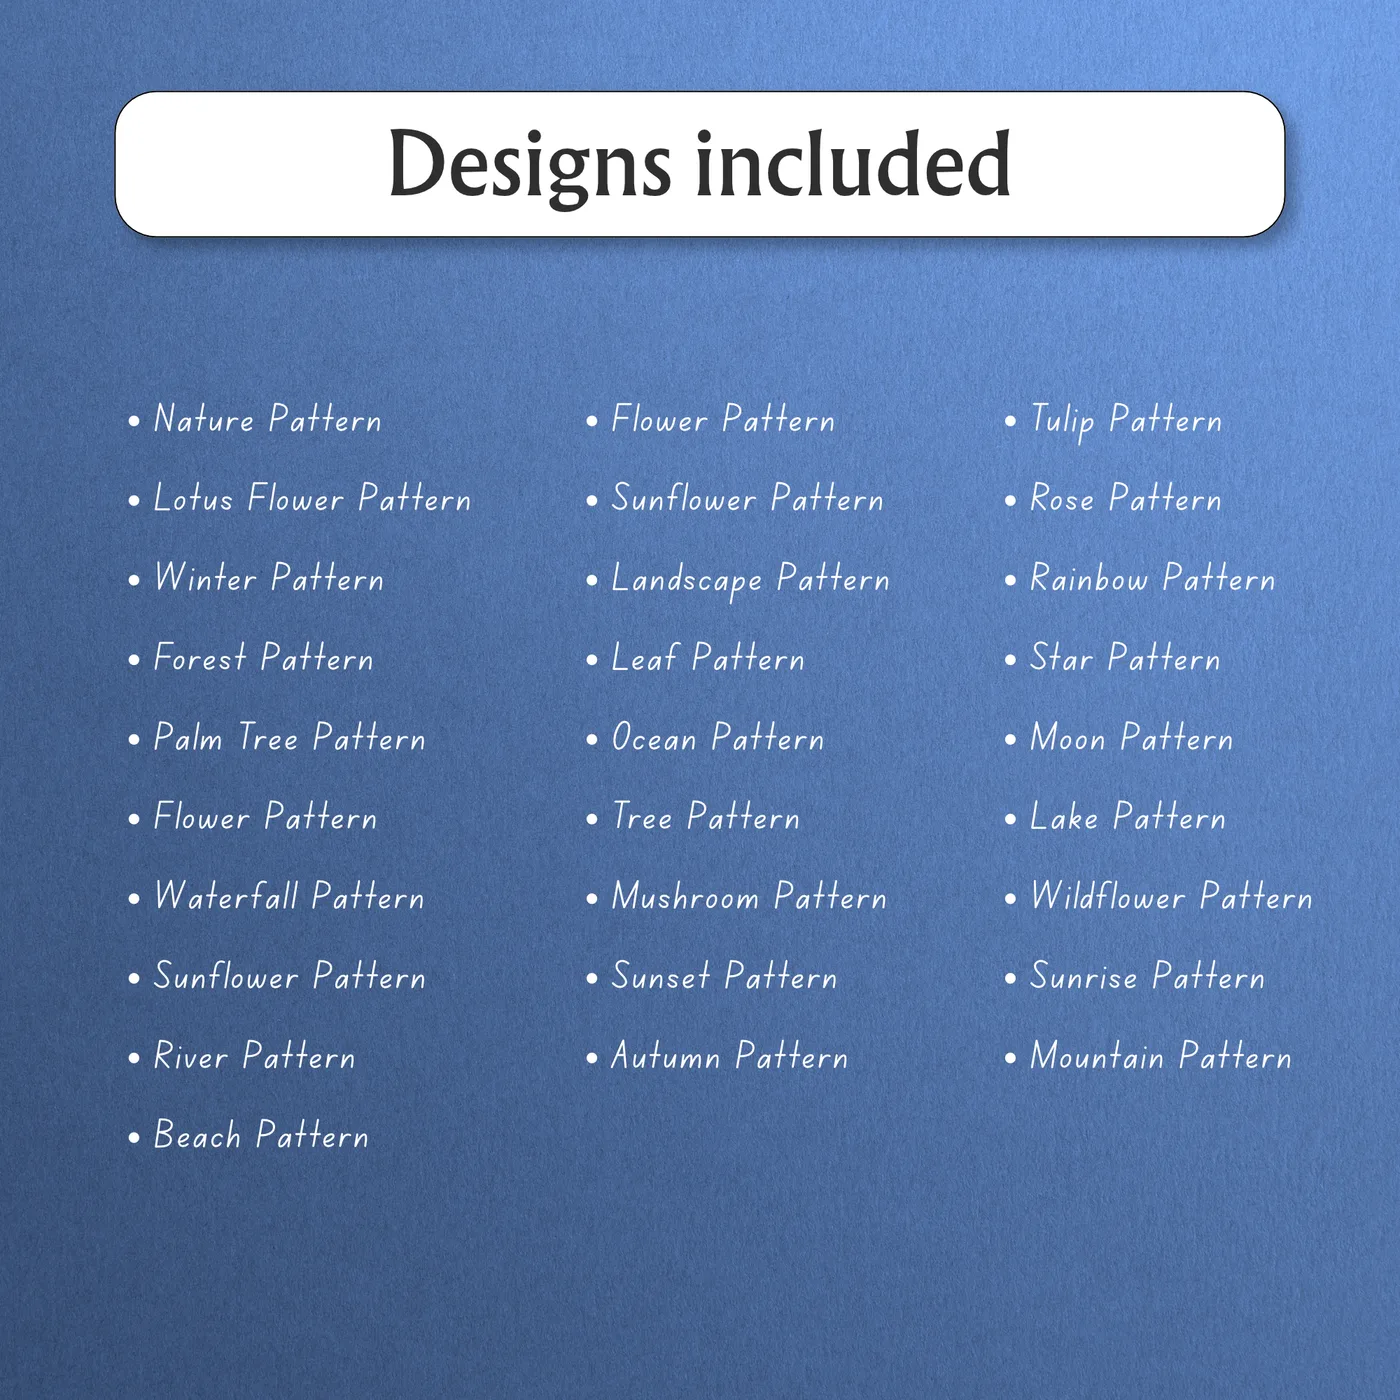 Designs included
• Nature Pattern
• Lotus Flower Pattern
• Winter Pattern
• Forest Pattern
• Palm Tree Pattern
• Flower Pattern
• Waterfall Pattern
• Sunflower Pattern
• River Pattern
• Beach Pattern
• Flower Pattern
• Sunflower Pattern
• Landscape Pattern
• Leaf Pattern
• Ocean Pattern
• Tree Pattern
• Mushroom Pattern
• Sunset Pattern
• Autumn Pattern
• Tulip Pattern
• Rose Pattern
• Rainbow Pattern
• Star Pattern
• Moon Pattern
• Lake Pattern
• Wildflower Pattern
• Sunrise Pattern
• Mountain Pattern